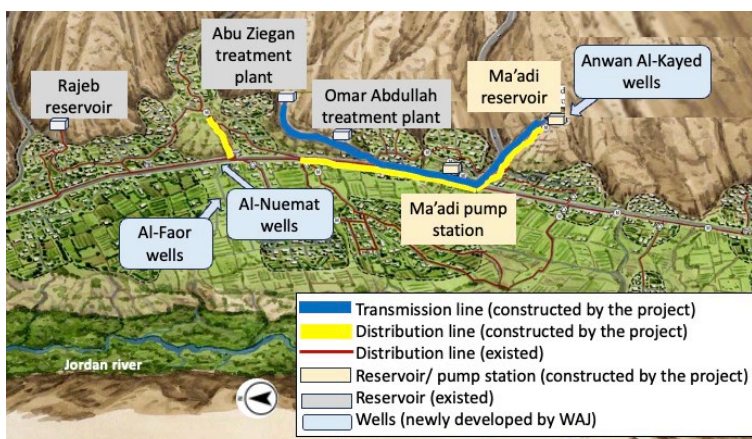 Abu Ziegan
treatment
plant
Rajeb
reservoir
Omar Abdullah
treatment plant
Ma'adi
reservoir
Anwan Al-Kayed
wells
Al-Nuemat
wells
Al-Faor
wells
Ma'adi pump
station
Jordan river
Transmission line (constructed by the project)
Distribution line (constructed by the project)
Distribution line (existed)
Reservoir/ pump station (constructed by the project)
Reservoir (existed)
Wells (newly developed by WAJ)